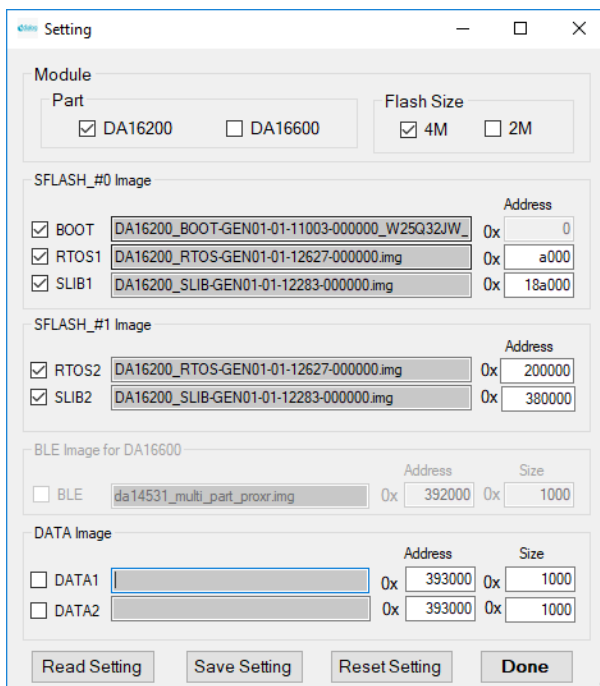 Setting
Module
Part
Flash Size
DA16200 DA16600 4M 2M
SFLASH_#0 Image
Address
BOOT DA16200_BOOT-GEN01-01-11003-000000_W25Q32JW_ 0x 0
RTOS1 DA16200_RTOS-GEN01-01-12627-000000.img 0x a000
SLIB1 DA16200_SLIB-GEN01-01-12283-000000.img 0x 18a000
SFLASH_#1 Image
Address
RTOS2 DA16200_RTOS-GEN01-01-12627-000000.img 0x 200000
SLIB2 DA16200_SLIB-GEN01-01-12283-000000.img 0x 380000
BLE Image for DA16600
Address Size
BLE da14531_multi_part_proxr.img 0x 392000 0x 1000
DATA Image
Address Size
DATA1 0x 393000 0x 1000
DATA2 0x 393000 0x 1000
Read Setting Save Setting Reset Setting Done